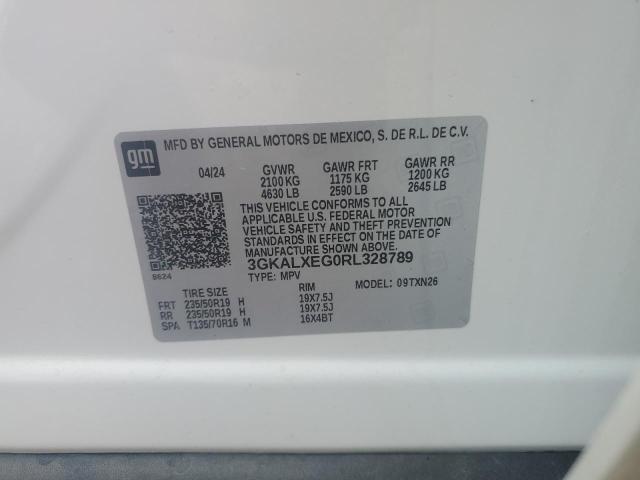 gm
MFD BY GENERAL MOTORS DE MEXICO, S. DE R.L. DE C.V.
04/24 GVWR GAWR FRT GAWR RR
2100 KG 1175 KG 1200 KG
4630 LB 2590 LB 2645 LB
THIS VEHICLE CONFORMS TO ALL
APPLICABLE U.S. FEDERAL MOTOR
VEHICLE SAFETY AND THEFT PREVENTION
STANDARDS IN EFFECT ON THE DATE OF
MANUFACTURE SHOWN ABOVE.
3GKALXEG0RL328789
8624
TYPE: MPV MODEL: 09TXN26
TIRE SIZE RIM
FRT 235/50R19 H 19X7.5J
RR 235/50R19 H 19X7.5J
SPA T135/70R16 M 16X4BT